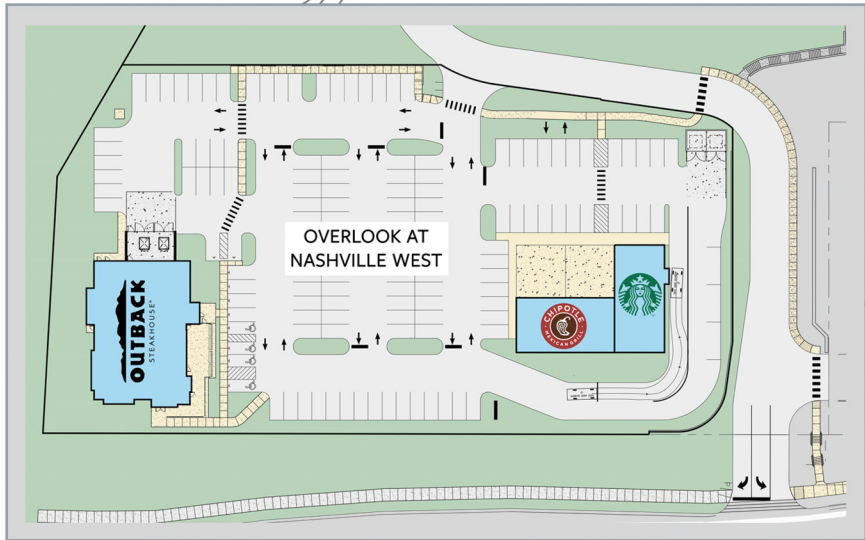 OVERLOOK AT
NASHVILLE WEST
OUTBACK
STEAKHOUSE®
CHIPOTLE
MEXICAN GRILL